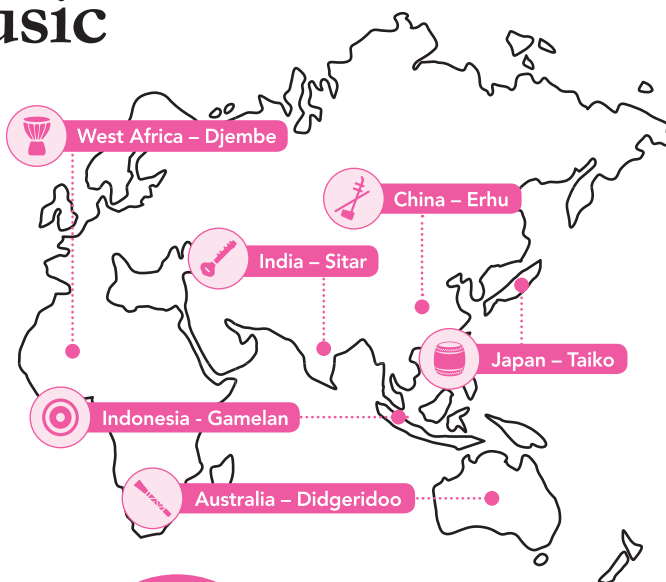 usic
West Africa – Djembe
China – Erhu
India – Sitar
Japan – Taiko
Indonesia - Gamelan
Australia – Didgeridoo